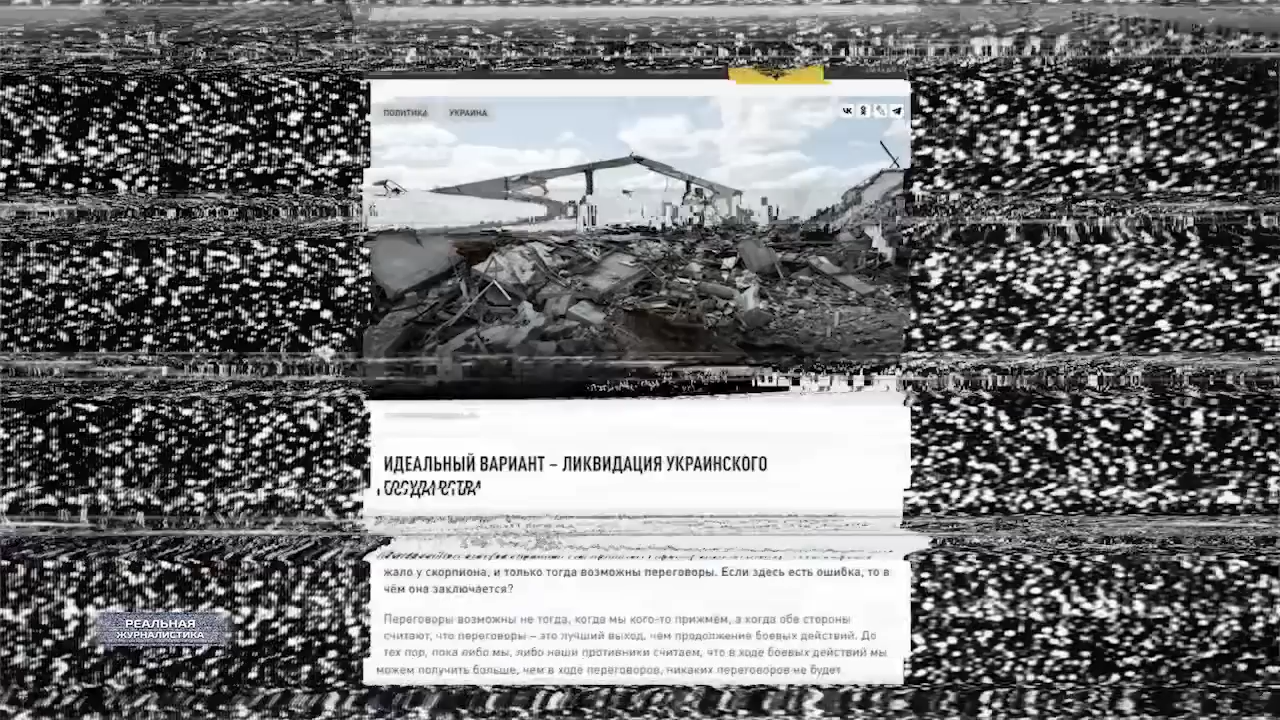 ПОЛИТИКА УКРАИНА
ИДЕАЛЬНЫЙ ВАРИАНТ – ЛИКВИДАЦИЯ УКРАИНСКОГО
ГОСУДАРСТВА
жало у скорпиона, и только тогда возможны переговоры. Если здесь есть ошибка, то в
чём она заключается?
Переговоры возможны не тогда, когда мы кого-то прижмём, а когда обе стороны
считают, что переговоры – это лучший выход, чем продолжение боевых действий. До
тех пор, пока либо мы, либо наши противники считаем, что в ходе боевых действий мы
можем получить больше, чем в ходе переговоров, никаких переговоров не будет
РЕАЛЬНАЯ
ЖУРНАЛИСТИКА